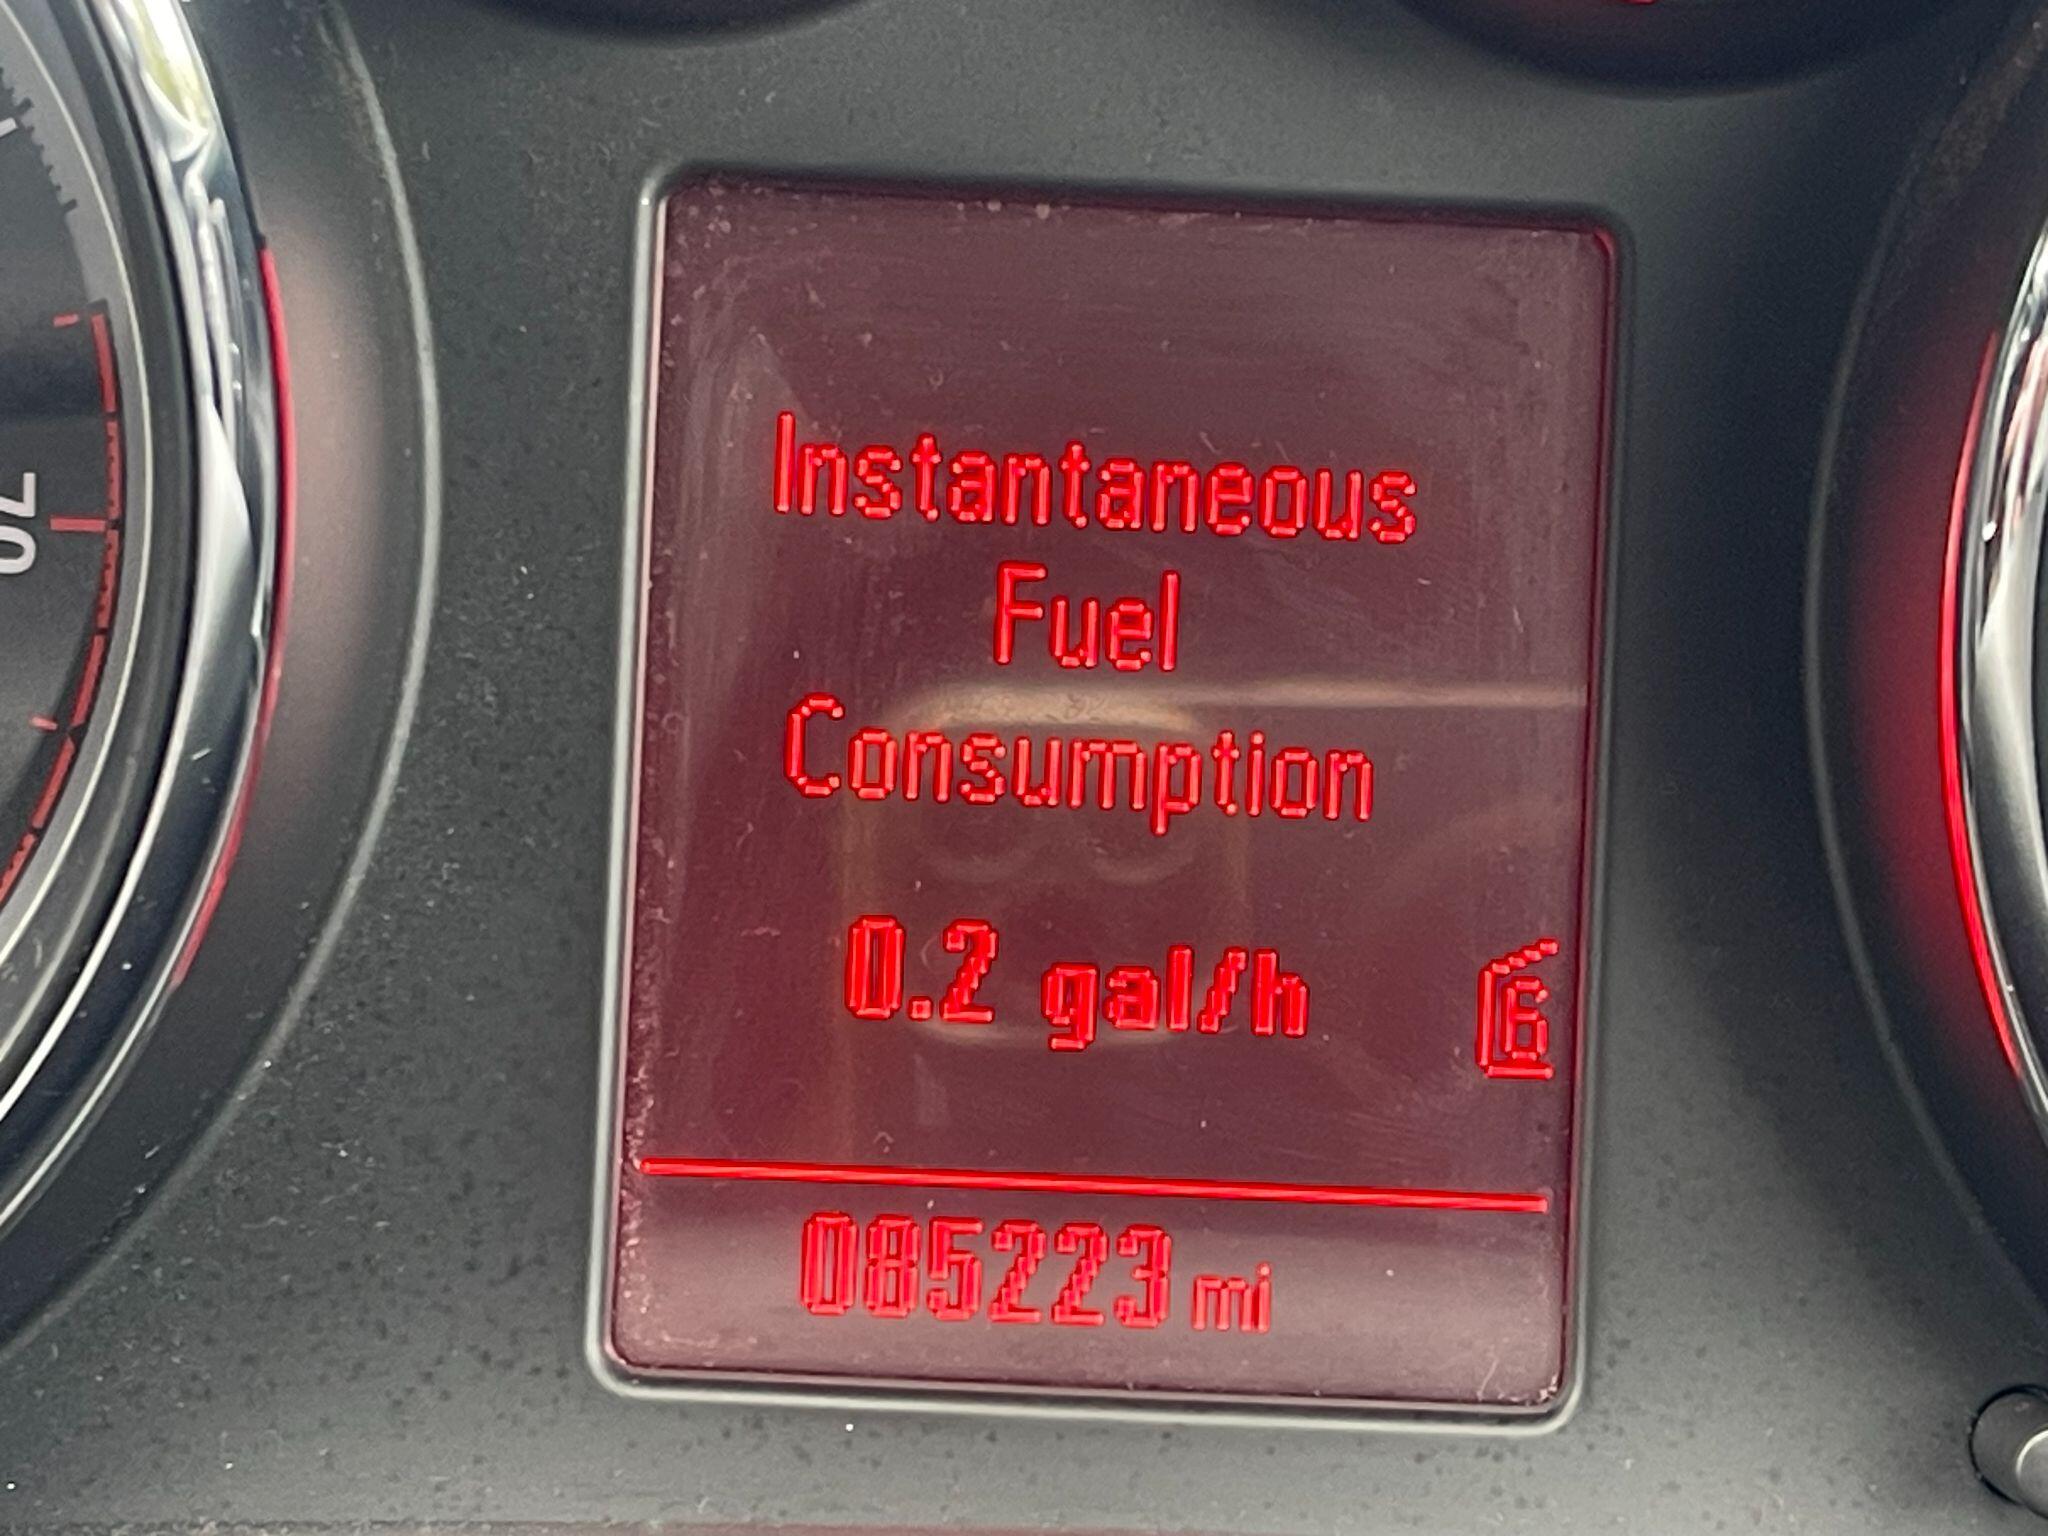 Instantaneous
Fuel
Consumption
0.2 gal/h
6
085223 mi
70